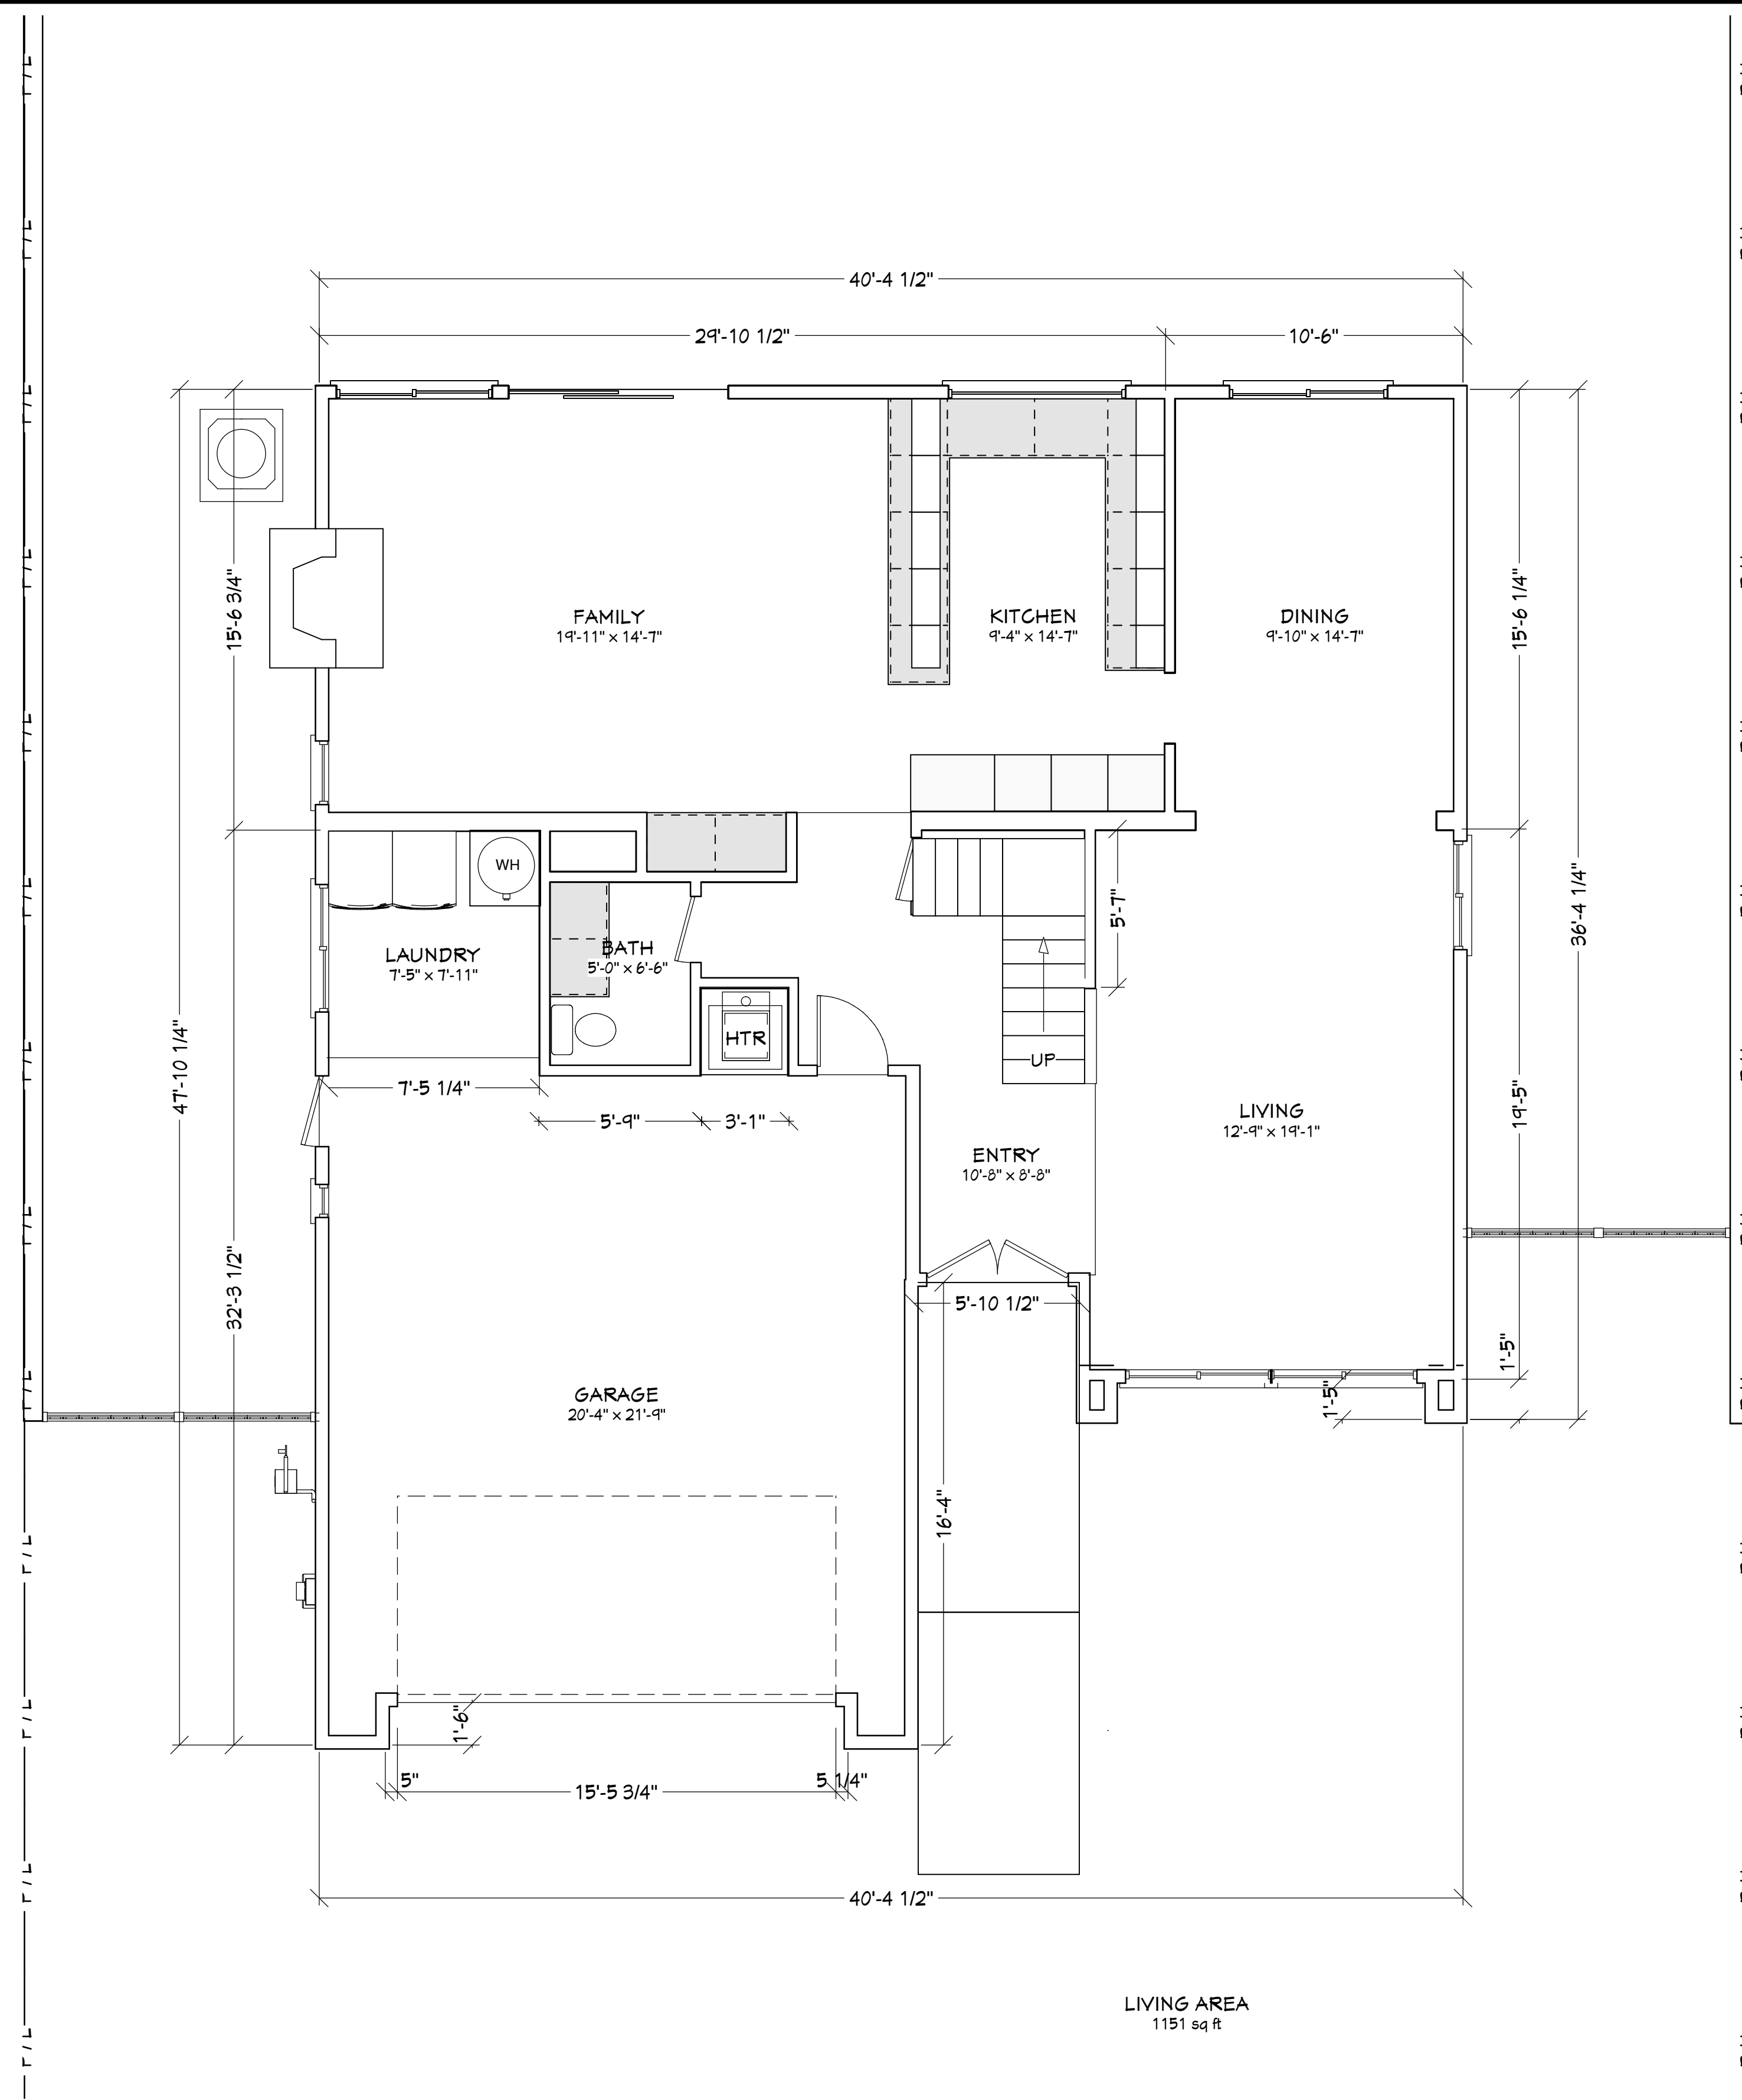 40'-4 1/2"
29'-10 1/2"
10'-6"
15'-6 3/4"
15'-6 1/4"
FAMILY
19'-11" x 14'-7"
KITCHEN
9'-4" x 14'-7"
DINING
9'-10" x 14'-7"
WH
5'-7"
36'-4 1/4"
LAUNDRY
7'-5" x 7'-11"
BATH
5'-0" x 6'-6"
HTR
UP
47'-10 1/4"
7'-5 1/4"
5'-9"
3'-1"
19'-5"
LIVING
12'-9" x 19'-1"
ENTRY
10'-8" x 8'-8"
32'-3 1/2"
5'-10 1/2"
1'-5"
1'-5"
GARAGE
20'-4" x 21'-9"
16'-4"
1'-6"
5"
15'-5 3/4"
5 1/4"
40'-4 1/2"
LIVING AREA
1151 sq ft